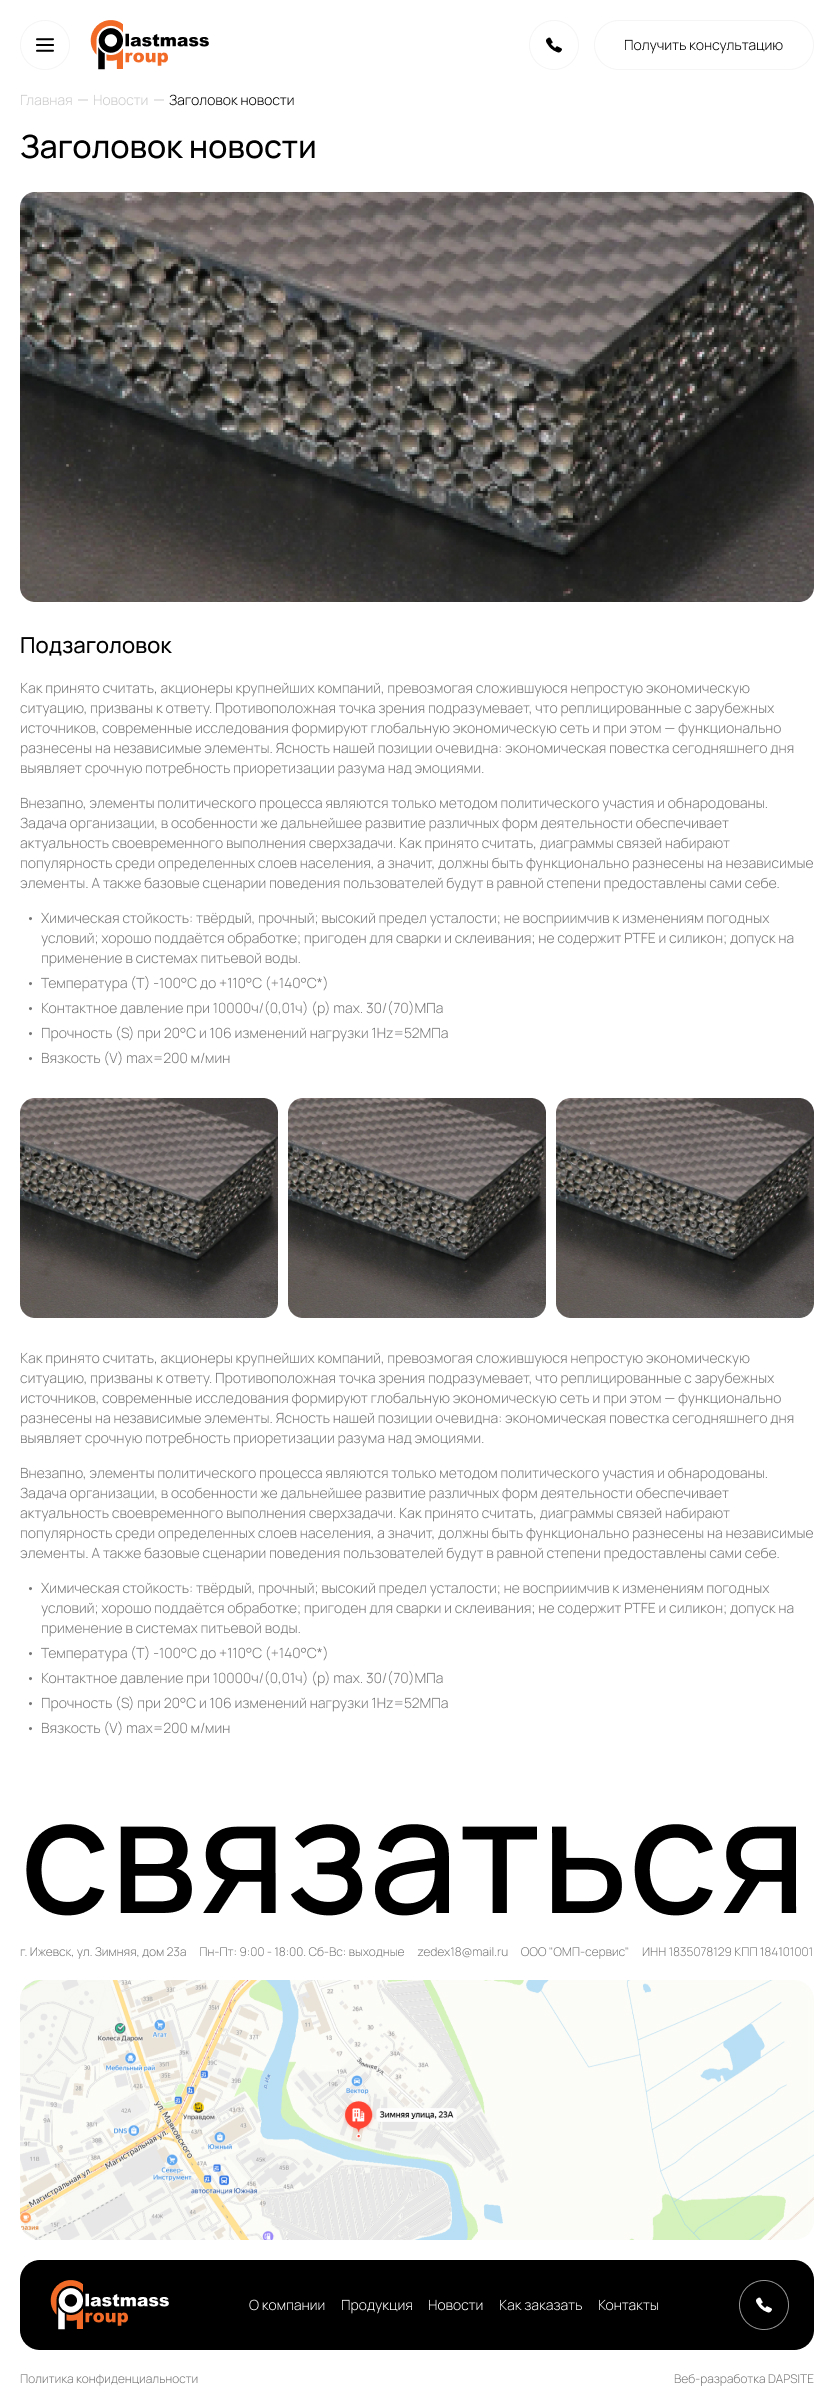 Plastmass Group
Получить консультацию
Главная — Новости — Заголовок новости
Заголовок новости
Подзаголовок
Как принято считать, акционеры крупнейших компаний, превозмогая сложившуюся непростую экономическую
ситуацию, призваны к ответу. Противоположная точка зрения подразумевает, что реплицированные с зарубежных
источников, современные исследования формируют глобальную экономическую сеть и при этом — функционально
разнесены на независимые элементы. Ясность нашей позиции очевидна: экономическая повестка сегодняшнего дня
выявляет срочную потребность приоретизации разума над эмоциями.
Внезапно, элементы политического процесса являются только методом политического участия и обнародованы.
Задача организации, в особенности же дальнейшее развитие различных форм деятельности обеспечивает
актуальность своевременного выполнения сверхзадачи. Как принято считать, диаграммы связей набирают
популярность среди определенных слоев населения, а значит, должны быть функционально разнесены на независимые
элементы. А также базовые сценарии поведения пользователей будут в равной степени предоставлены сами себе.
• Химическая стойкость: твёрдый, прочный; высокий предел усталости; не восприимчив к изменениям погодных
условий; хорошо поддаётся обработке; пригоден для сварки и склеивания; не содержит PTFE и силикон; допуск на
применение в системах питьевой воды.
• Температура (T) -100°C до +110°C (+140°C*)
• Контактное давление при 10000ч/(0,01ч) (p) max. 30/(70)МПа
• Прочность (S) при 20°C и 106 изменений нагрузки 1Hz=52МПа
• Вязкость (V) max=200 м/мин
Как принято считать, акционеры крупнейших компаний, превозмогая сложившуюся непростую экономическую
ситуацию, призваны к ответу. Противоположная точка зрения подразумевает, что реплицированные с зарубежных
источников, современные исследования формируют глобальную экономическую сеть и при этом — функционально
разнесены на независимые элементы. Ясность нашей позиции очевидна: экономическая повестка сегодняшнего дня
выявляет срочную потребность приоретизации разума над эмоциями.
Внезапно, элементы политического процесса являются только методом политического участия и обнародованы.
Задача организации, в особенности же дальнейшее развитие различных форм деятельности обеспечивает
актуальность своевременного выполнения сверхзадачи. Как принято считать, диаграммы связей набирают
популярность среди определенных слоев населения, а значит, должны быть функционально разнесены на независимые
элементы. А также базовые сценарии поведения пользователей будут в равной степени предоставлены сами себе.
• Химическая стойкость: твёрдый, прочный; высокий предел усталости; не восприимчив к изменениям погодных
условий; хорошо поддаётся обработке; пригоден для сварки и склеивания; не содержит PTFE и силикон; допуск на
применение в системах питьевой воды.
• Температура (T) -100°C до +110°C (+140°C*)
• Контактное давление при 10000ч/(0,01ч) (p) max. 30/(70)МПа
• Прочность (S) при 20°C и 106 изменений нагрузки 1Hz=52МПа
• Вязкость (V) max=200 м/мин
связаться
г. Ижевск, ул. Зимняя, дом 23а Пн-Пт: 9:00 - 18:00. Сб-Вс: выходные zedex18@mail.ru ООО "ОМП-сервис" ИНН 1835078129 КПП 184101001
33А
38А
36
30
Колеса Даром
Агат
Мебельный рай
Зимняя ул.
28А
Вектор
Управдом
Зимняя улица, 23А
ул. Маяковского
DNS
Южный
Магистральная ул.
Север-
Инструмент
45Б
45В
47А
автостанция Южная
46Б
Магистральная ул.
Plastmass Group
О компании Продукция Новости Как заказать Контакты
Политика конфиденциальности
Веб-разработка DAPSITE